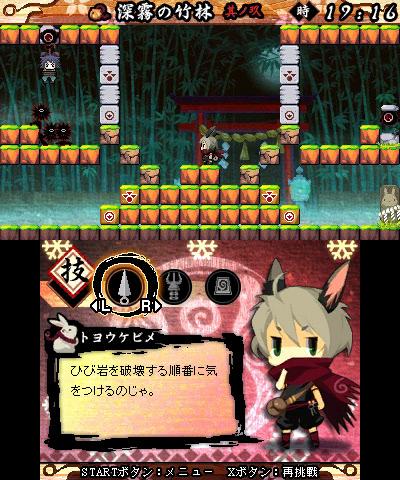 深霧の竹林 其ノ玖 時 19:16
技
L R
トヨウケビメ
ひび岩を破壊する順番に気
をつけるのじゃ。
STARTボタン:メニュー Xボタン:再挑戦